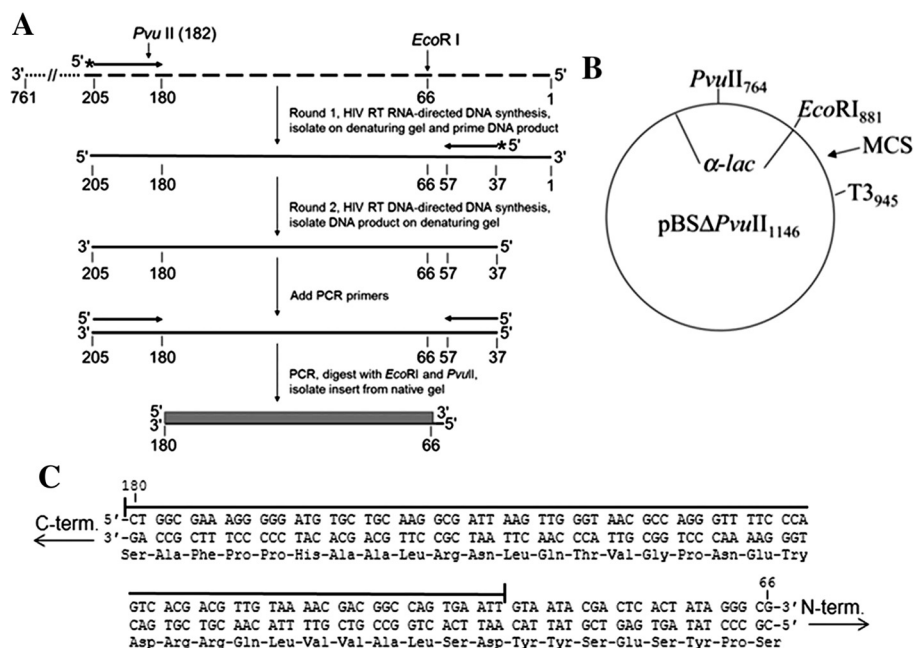 A
Pvu II (182)
EcoR I
5'
*
3'
//
5'
761
205
180
66
1
Round 1, HIV RT RNA-directed DNA synthesis,
isolate on denaturing gel and prime DNA product
*5'
5'
3'
205
180
66
57
37
1
Round 2, HIV RT DNA-directed DNA synthesis,
isolate DNA product on denaturing gel
3'
5'
205
180
66
57
37
Add PCR primers
5'
5'
3'
5'
205
180
66
57
37
PCR, digest with EcoRI and PvuII,
isolate insert from native gel
5'
3'
3'
5'
180
66
B
PvuII764
EcoRI881
MCS
α-lac
T3945
pBSΔPvuII1146
C
180
C-term.
5'-CT GGC GAA AGG GGG ATG TGC TGC AAG GCG ATT AAG TTG GGT AAC GCC AGG GTT TTC CCA
3'-GA CCG CTT TCC CCC TAC ACG ACG TTC CGC TAA TTC AAC CCA TTG CGG TCC CAA AAG GGT
Ser-Ala-Phe-Pro-Pro-His-Ala-Ala-Leu-Arg-Asn-Leu-Gln-Thr-Val-Gly-Pro-Asn-Glu-Try
66
GTC ACG ACG TTG TAA AAC GAC GGC CAG TGA ATT GTA ATA CGA CTC ACT ATA GGG CG-3'
N-term.
CAG TGC TGC AAC ATT TTG CTG CCG GTC ACT TAA CAT TAT GCT GAG TGA TAT CCC GC-5'
Asp-Arg-Arg-Gln-Leu-Val-Val-Ala-Leu-Ser-Asp-Tyr-Tyr-Ser-Glu-Ser-Tyr-Pro-Ser